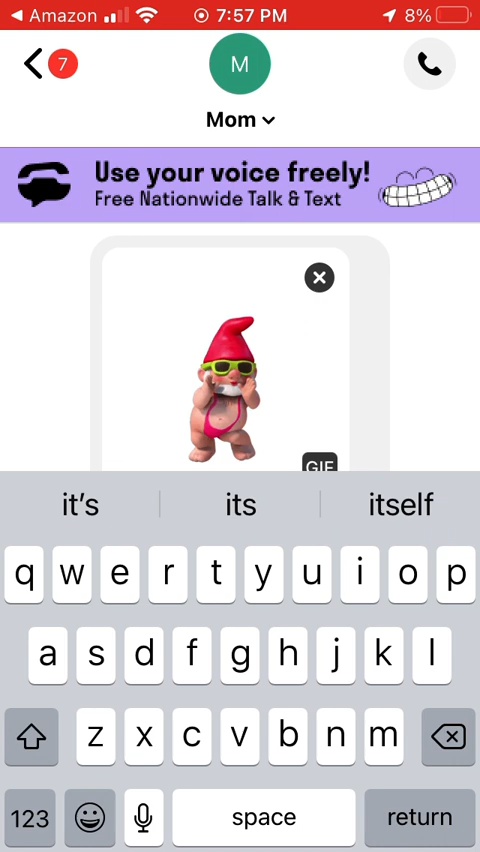 Amazon 7:57 PM 8%
7 M
Mom
Use your voice freely!
Free Nationwide Talk & Text
GIF
it's its itself
q w e r t y u i o p
a s d f g h j k l
z x c v b n m
123 space return